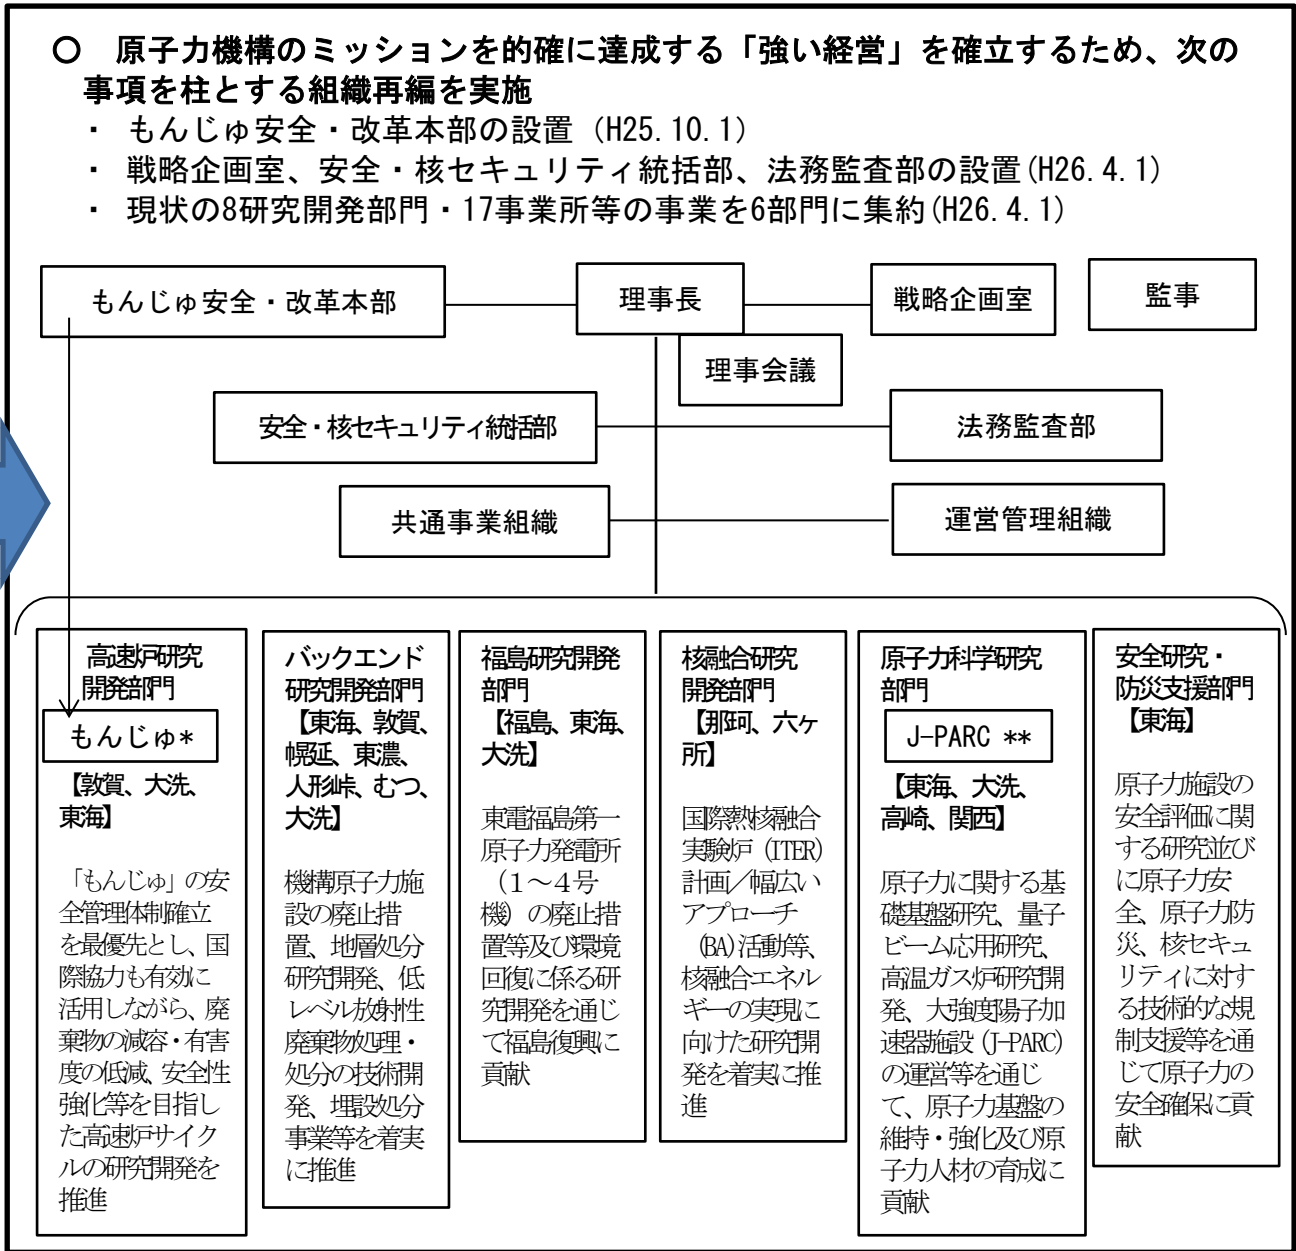 ○　原子力機構のミッションを的確に達成する「強い経営」を確立するため、次の
事項を柱とする組織再編を実施
・ もんじゅ安全・改革本部の設置 (H25.10.1)
・ 戦略企画室、安全・核セキュリティ統括部、法務監査部の設置(H26.4.1)
・ 現状の8研究開発部門・17事業所等の事業を6部門に集約(H26.4.1)
もんじゅ安全・改革本部
理事長
戦略企画室
監事
理事会議
安全・核セキュリティ統括部
法務監査部
共通事業組織
運営管理組織
高速炉研究
開発部門
もんじゅ*
【敦賀、大洗、
東海】
「もんじゅ」の安
全管理体制確立
を最優先とし、国
際協力も有効に
活用しながら、廃
棄物の減容・有害
度の低減、安全性
強化等を目指し
た高速炉サイク
ルの研究開発を
推進
バックエンド
研究開発部門
【東海、敦賀、
幌延、東濃、
人形峠、むつ、
大洗】
機構原子力施
設の廃止措
置、地層処分
研究開発、低
レベル放射性
廃棄物処理・
処分の技術開
発、埋設処分
事業等を着実
に推進
福島研究開発
部門
【福島、東海、
大洗】
東電福島第一
原子力発電所
（１～４号
機）の廃止措
置等及び環境
回復に係る研
究開発を通じ
て福島復興に
貢献
核融合研究
開発部門
【那珂、六ヶ
所】
国際熱核融合
実験炉（ITER）
計画／幅広い
アプローチ
(BA)活動等、
核融合エネル
ギーの実現に
向けた研究開
発を着実に推
進
原子力科学研究
部門
J-PARC **
【東海、大洗、
高崎、関西】
原子力に関する基
礎基盤研究、量子
ビーム応用研究、
高温ガス炉研究開
発、大強度陽子加
速器施設（J-PARC）
の運営等を通じ
て、原子力基盤の
維持・強化及び原
子力人材の育成に
貢献
安全研究・
防災支援部門
【東海】
原子力施設の
安全評価に関
する研究並び
に原子力安
全、原子力防
災、核セキュ
リティに対す
る技術的な規
制支援等を通
じて原子力の
安全確保に貢
献